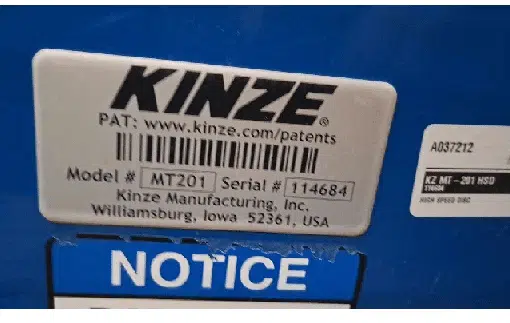 KINZE®
PAT: www.kinze.com/patents
Model # MT201 Serial # 114684
Kinze Manufacturing, Inc.
Williamsburg, Iowa 52361, USA
NOTICE
A037212
KZ MT-201 HSD
114684
HIGH SPEED DISC